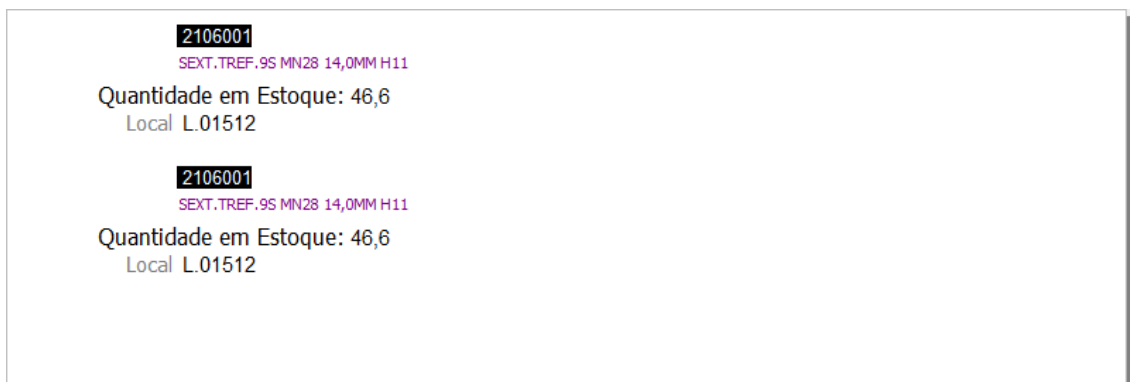 2106001
SEXT.TREF.9S MN28 14,0MM H11
Quantidade em Estoque: 46,6
Local L.01512
2106001
SEXT.TREF.9S MN28 14,0MM H11
Quantidade em Estoque: 46,6
Local L.01512